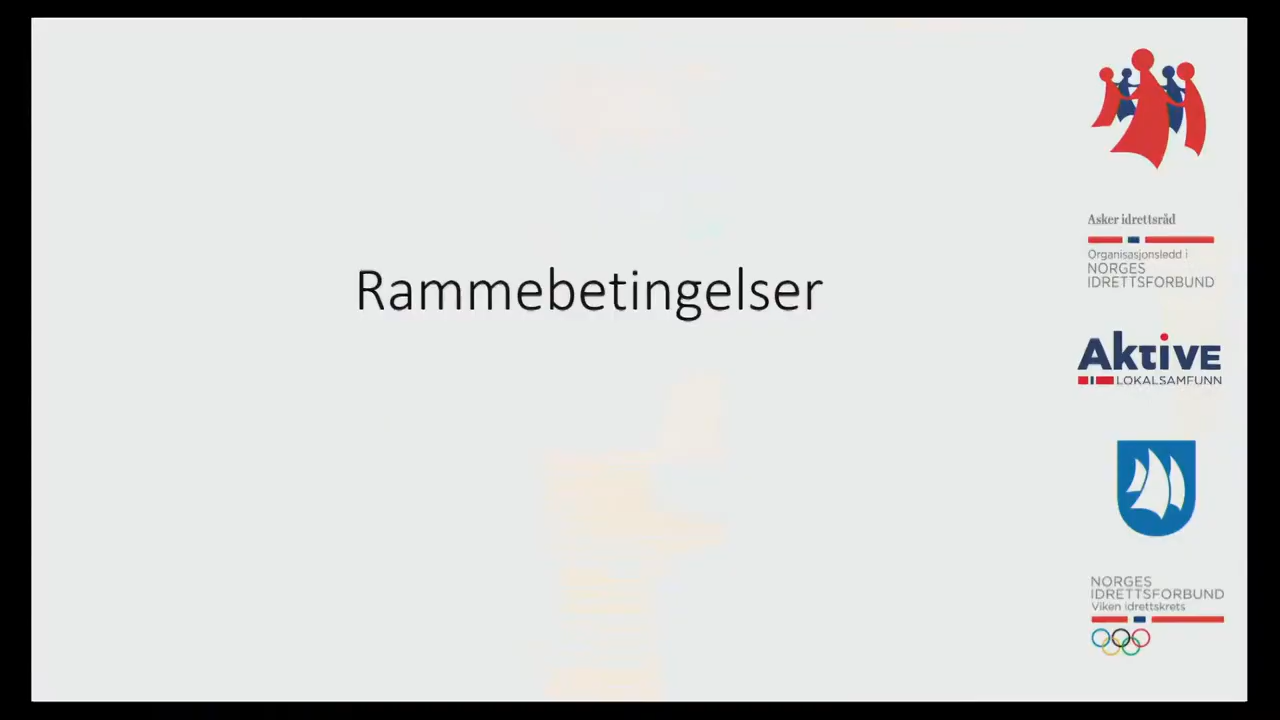 Rammebetingelser
Asker idrettsråd
Organisasjonsledd i
NORGES
IDRETTSFORBUND
Aktive
LOKALSAMFUNN
NORGES
IDRETTSFORBUND
Viken idrettskrets